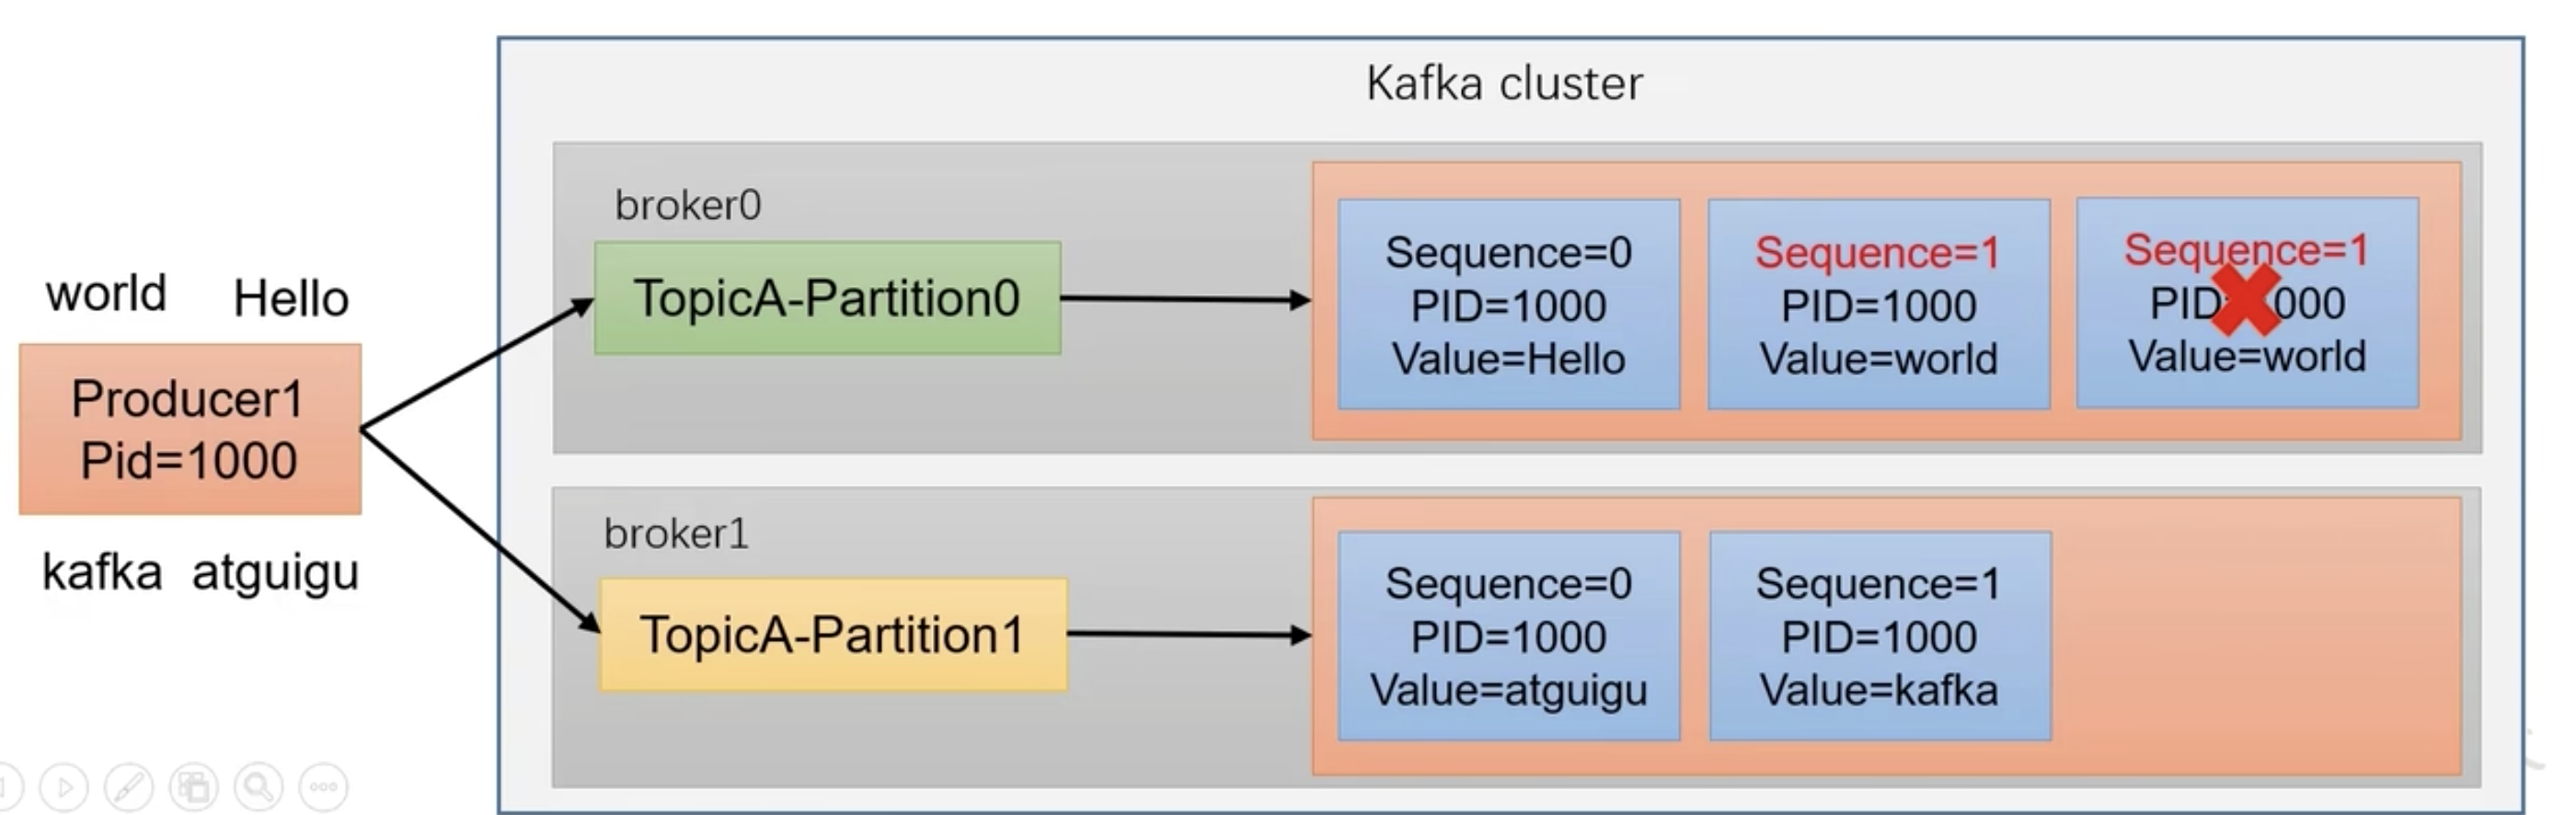 Kafka cluster
world Hello
Producer1
Pid=1000
kafka atguigu
broker0
TopicA-Partition0
Sequence=0
PID=1000
Value=Hello
Sequence=1
PID=1000
Value=world
Sequence=1
PID 000
Value=world
broker1
TopicA-Partition1
Sequence=0
PID=1000
Value=atguigu
Sequence=1
PID=1000
Value=kafka